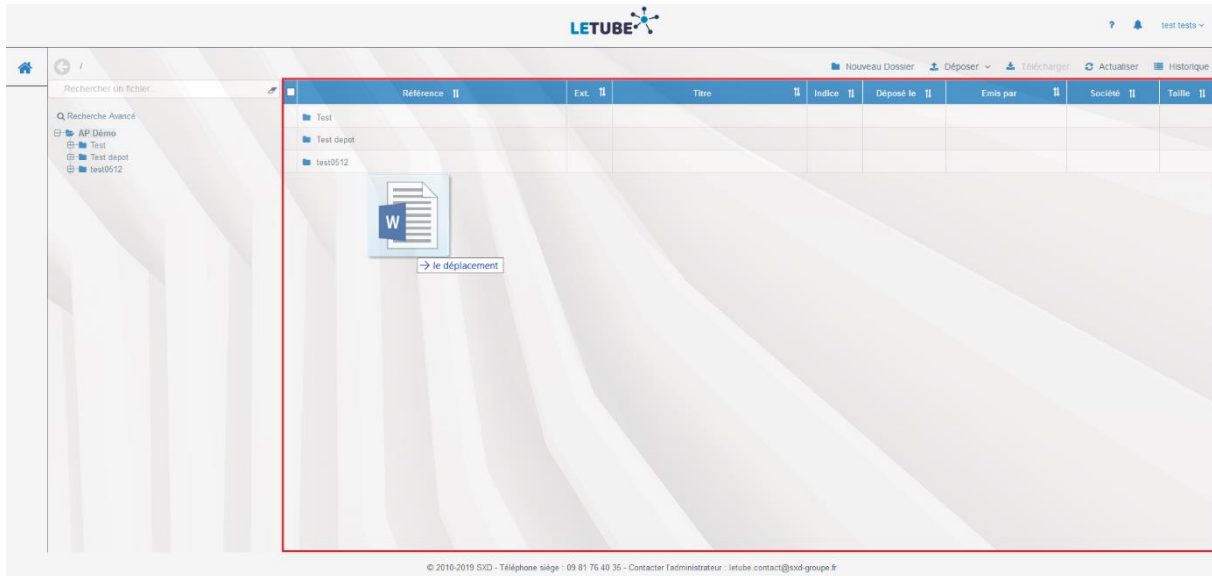 LETUBE
? test tests
/ Nouveau Dossier Déposer Télécharger Actualiser Historique
Rechercher un fichier...
Référence Ext. Titre Indice Déposé le Emis par Société Taille
Recherche Avancé
AP Démo
Test
Test depot
test0512
Test
Test depot
test0512
W
→ le déplacement
© 2010-2019 SXD - Téléphone siège : 09 81 76 40 35 - Contacter l'administrateur : letube.contact@sxd-groupe.fr